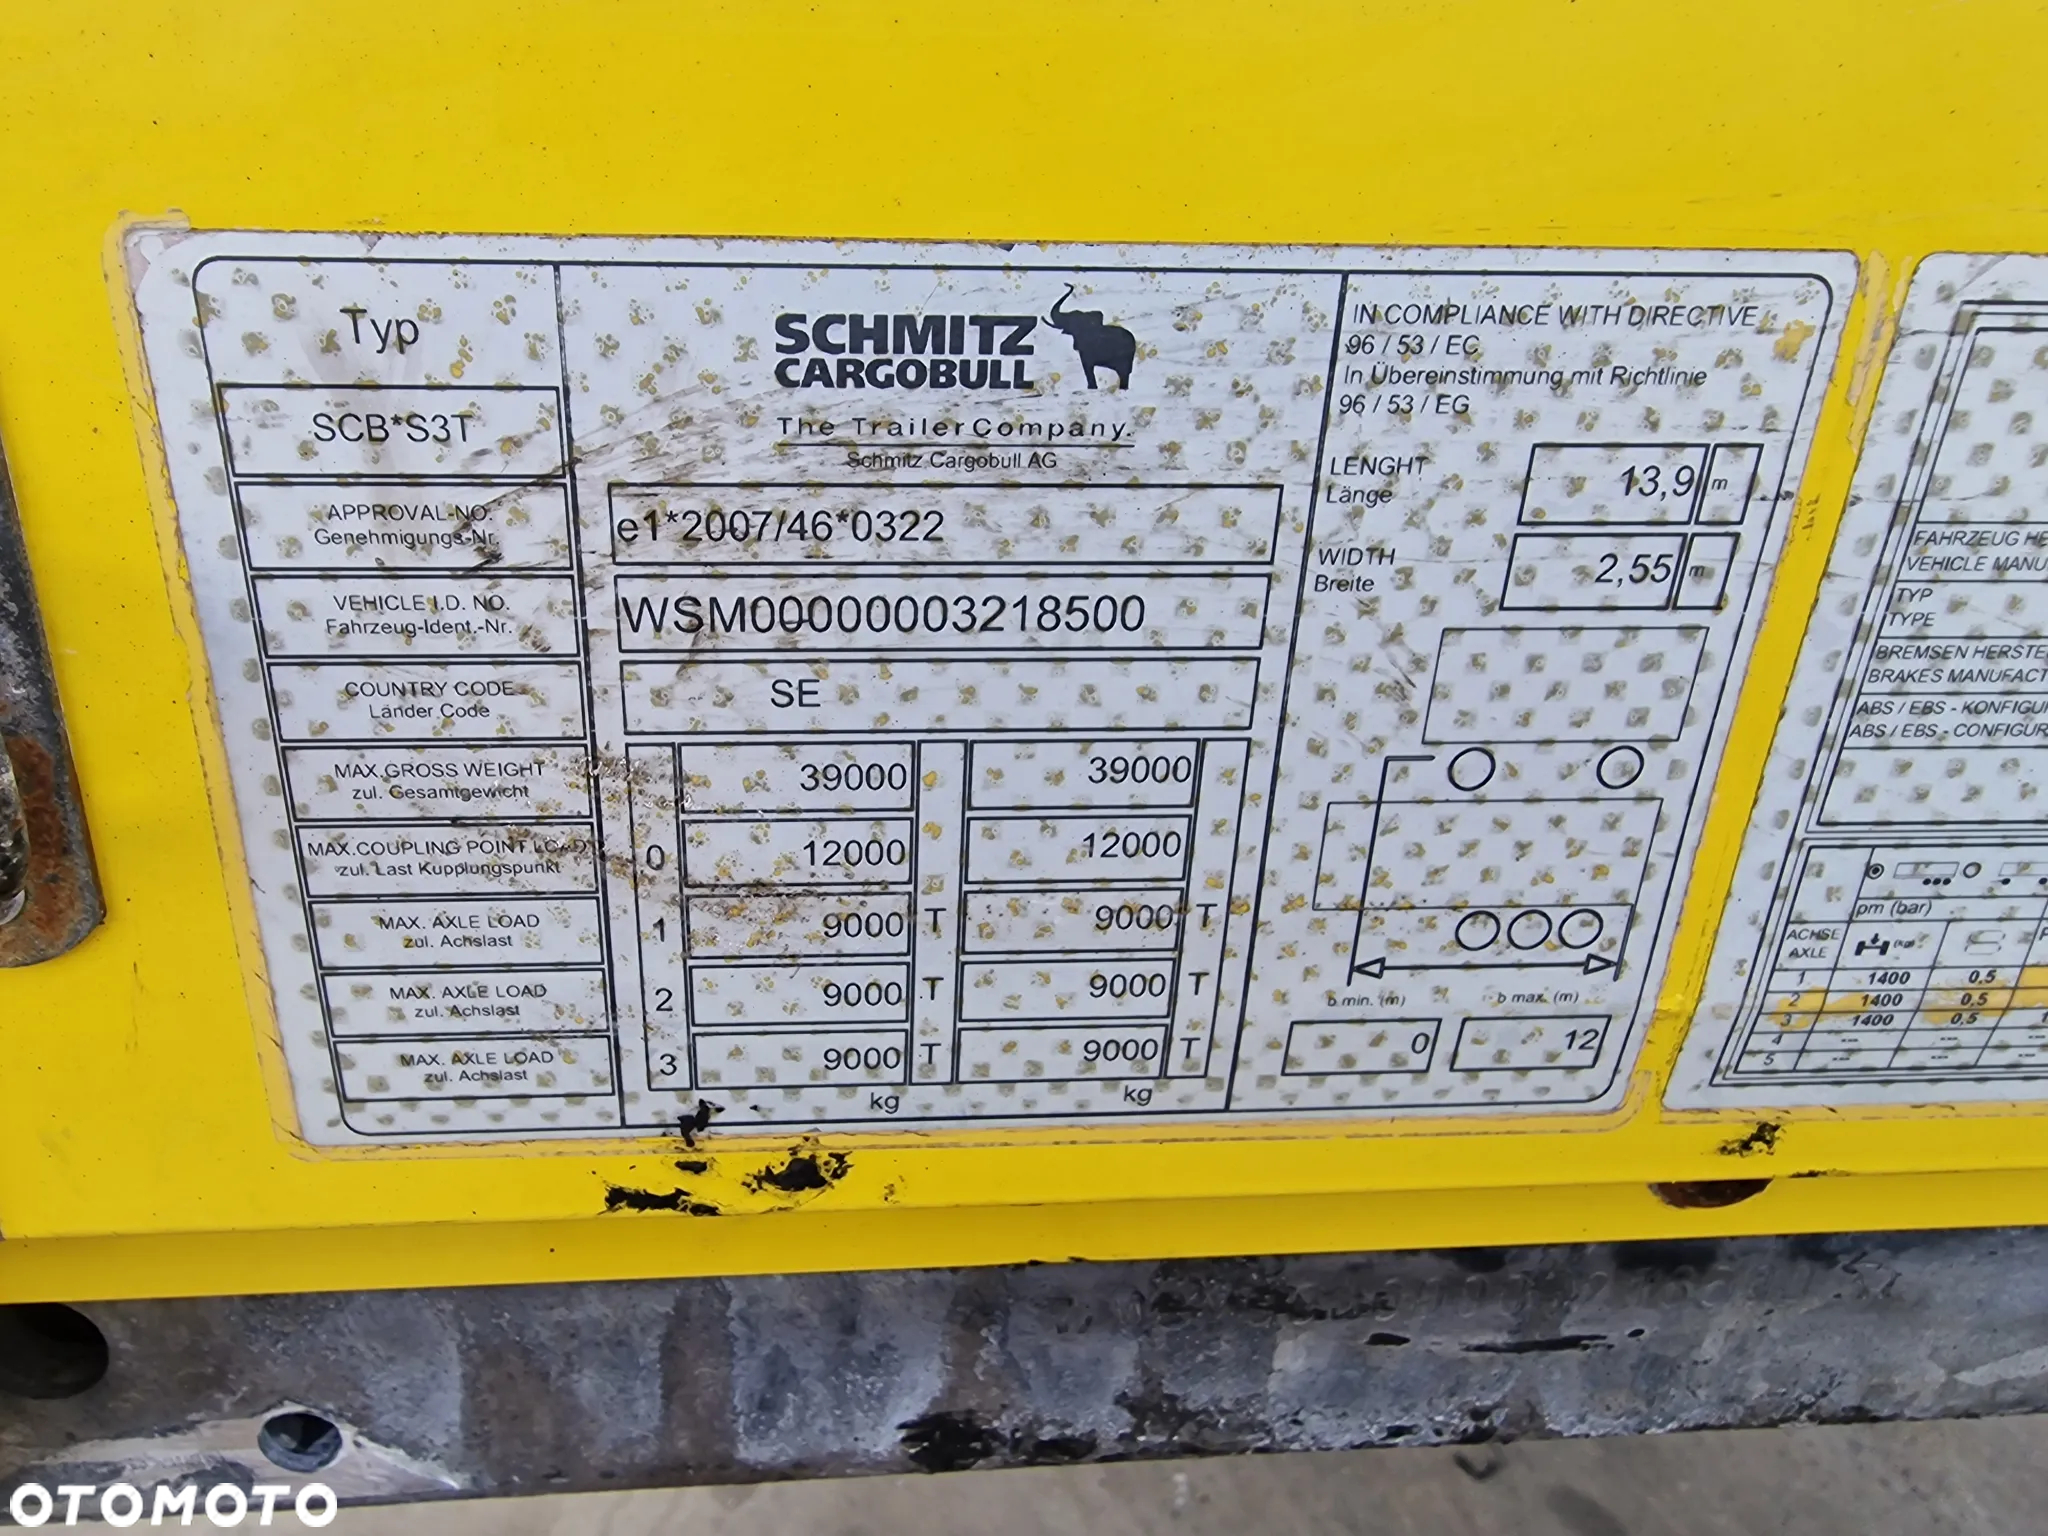 Typ
SCB*S3T
SCHMITZ
CARGOBULL
The Trailer Company.
Schmitz Cargobull AG
APPROVAL-NO.
Genehmigungs-Nr.
e1*2007/46*0322
VEHICLE I.D. NO.
Fahrzeug-Ident.-Nr.
WSM00000003218500
COUNTRY CODE
Länder Code
SE
MAX.GROSS WEIGHT
zul. Gesamtgewicht
39000 39000
MAX.COUPLING POINT LOAD
zul. Last Kupplungspunkt
0 12000 12000
MAX. AXLE LOAD
zul. Achslast
1 9000 T 9000 T
MAX. AXLE LOAD
zul. Achslast
2 9000 T 9000 T
MAX. AXLE LOAD
zul. Achslast
3 9000 T 9000 T
kg kg
IN COMPLIANCE WITH DIRECTIVE
96 / 53 / EC
In Übereinstimmung mit Richtlinie
96 / 53 / EG
LENGHT
Länge
13,9 m
WIDTH
Breite
2,55 m
b min. (m) b max. (m)
0 12
FAHRZEUG
VEHICLE
TYP
TYPE
BREMSEN
BRAKES
ABS / EBS -
ABS / EBS -
pm (bar)
ACHSE
AXLE
(kg)
1 1400 0.5
2 1400 0,5
3 1400 0,5
4 --- --- ---
5 --- --- ---
OTOMOTO